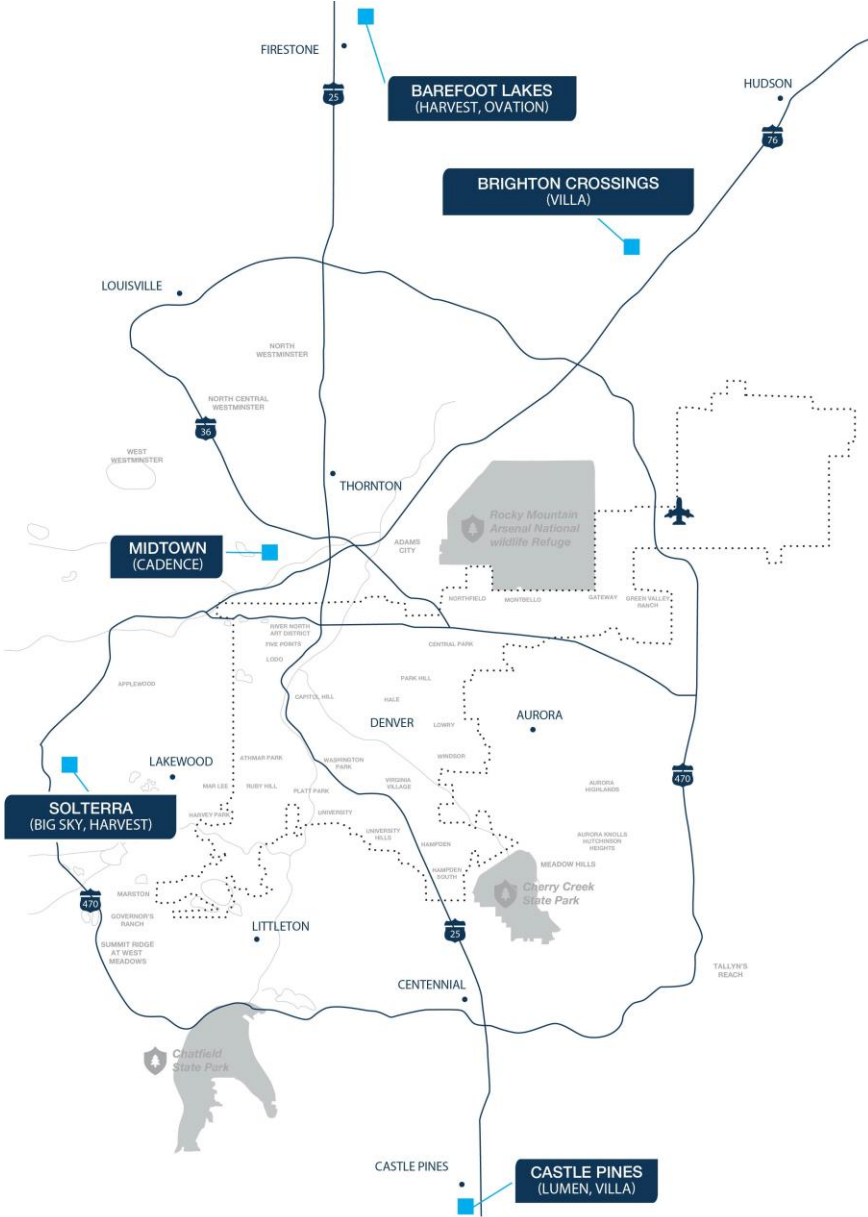 FIRESTONE
BAREFOOT LAKES
(HARVEST, OVATION)
HUDSON
25
76
BRIGHTON CROSSINGS
(VILLA)
LOUISVILLE
NORTH
WESTMINSTER
NORTH CENTRAL
WESTMINSTER
36
WEST
WESTMINSTER
THORNTON
Rocky Mountain
Arsenal National
wildlife Refuge
ADAMS
CITY
MIDTOWN
(CADENCE)
NORTHFIELD
MONTBELLO
GATEWAY
GREEN VALLEY
RANCH
RIVER NORTH
ART DISTRICT
FIVE POINTS
LODO
CENTRAL PARK
APPLEWOOD
PARK HILL
CAPITOL HILL
HALE
DENVER
LOWRY
AURORA
LAKEWOOD
ATHMAR PARK
WASHINGTON
PARK
WINDSOR
470
MAR LEE
RUBY HILL
PLATT PARK
VIRGINIA
VILLAGE
AURORA
HIGHLANDS
SOLTERRA
(BIG SKY, HARVEST)
HARVEY PARK
UNIVERSITY
UNIVERSITY
HILLS
HAMPDEN
AURORA KNOLLS
HUTCHINSON
HEIGHTS
MEADOW HILLS
HAMPDEN
SOUTH
Cherry Creek
State Park
MARSTON
470
GOVERNOR'S
RANCH
LITTLETON
25
SUMMIT RIDGE
AT WEST
MEADOWS
TALLYN'S
REACH
CENTENNIAL
Chatfield
State Park
CASTLE PINES
CASTLE PINES
(LUMEN, VILLA)